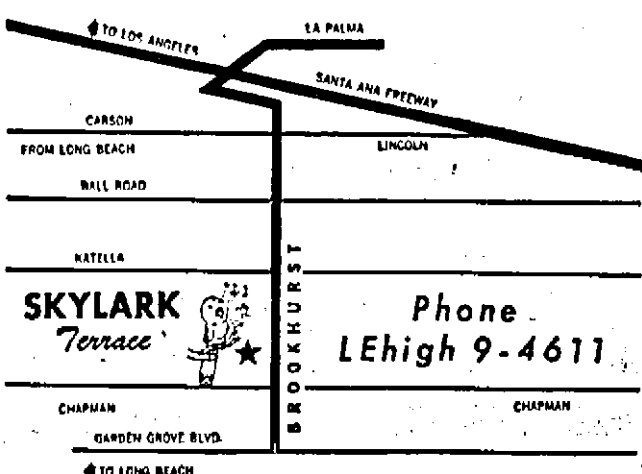 TO LOS ANGELES
LA PALMA
SANTA ANA FREEWAY
CARSON
FROM LONG BEACH
LINCOLN
BALL ROAD
KATELLA
BROOKHURST
SKYLARK
Terrace
Phone
LEhigh 9-4611
CHAPMAN
CHAPMAN
GARDEN GROVE BLVD.
TO LONG BEACH